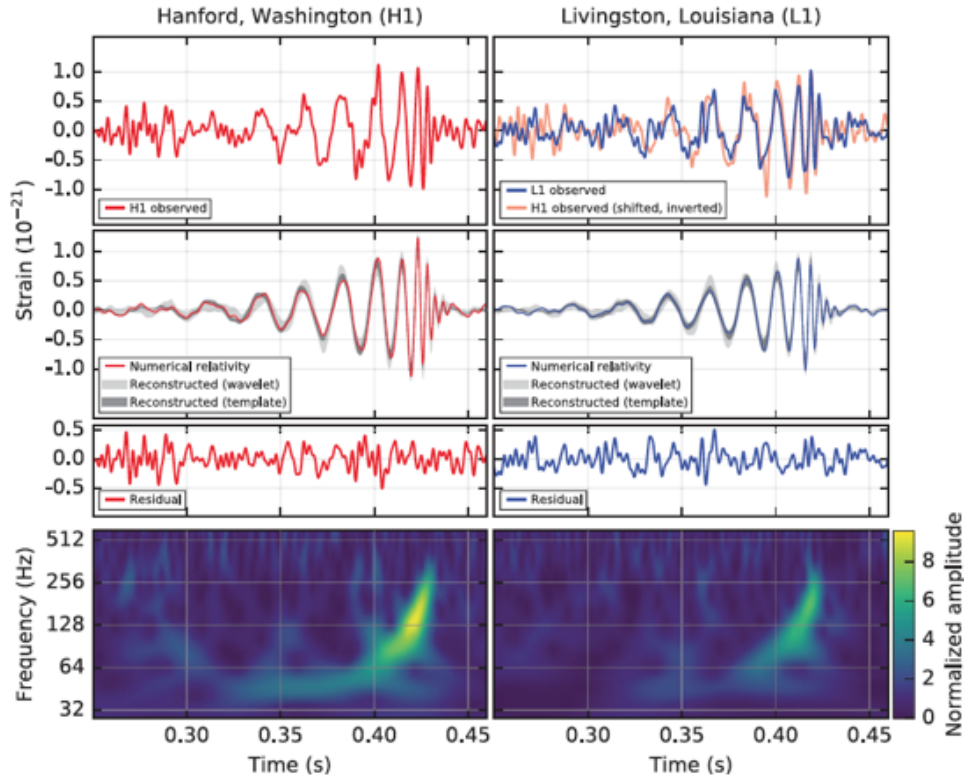 Hanford, Washington (H1)
Livingston, Louisiana (L1)
Strain (10⁻²¹)
1.0
0.5
0.0
-0.5
-1.0
H1 observed
L1 observed
H1 observed (shifted, inverted)
1.0
0.5
0.0
-0.5
-1.0
Numerical relativity
Reconstructed (wavelet)
Reconstructed (template)
Numerical relativity
Reconstructed (wavelet)
Reconstructed (template)
0.5
0.0
-0.5
Residual
Residual
Frequency (Hz)
512
256
128
64
32
Normalized amplitude
8
6
4
2
0
0.30 0.35 0.40 0.45
0.30 0.35 0.40 0.45
Time (s)
Time (s)